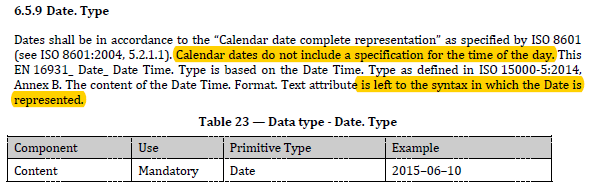 6.5.9 Date. Type
Dates shall be in accordance to the “Calendar date complete representation” as specified by ISO 8601
(see ISO 8601:2004, 5.2.1.1). Calendar dates do not include a specification for the time of the day. This
EN 16931_ Date_ Date Time. Type is based on the Date Time. Type as defined in ISO 15000-5:2014,
Annex B. The content of the Date Time. Format. Text attribute is left to the syntax in which the Date is
represented.
Table 23 — Data type - Date. Type
Component Use Primitive Type Example
Content Mandatory Date 2015–06–10